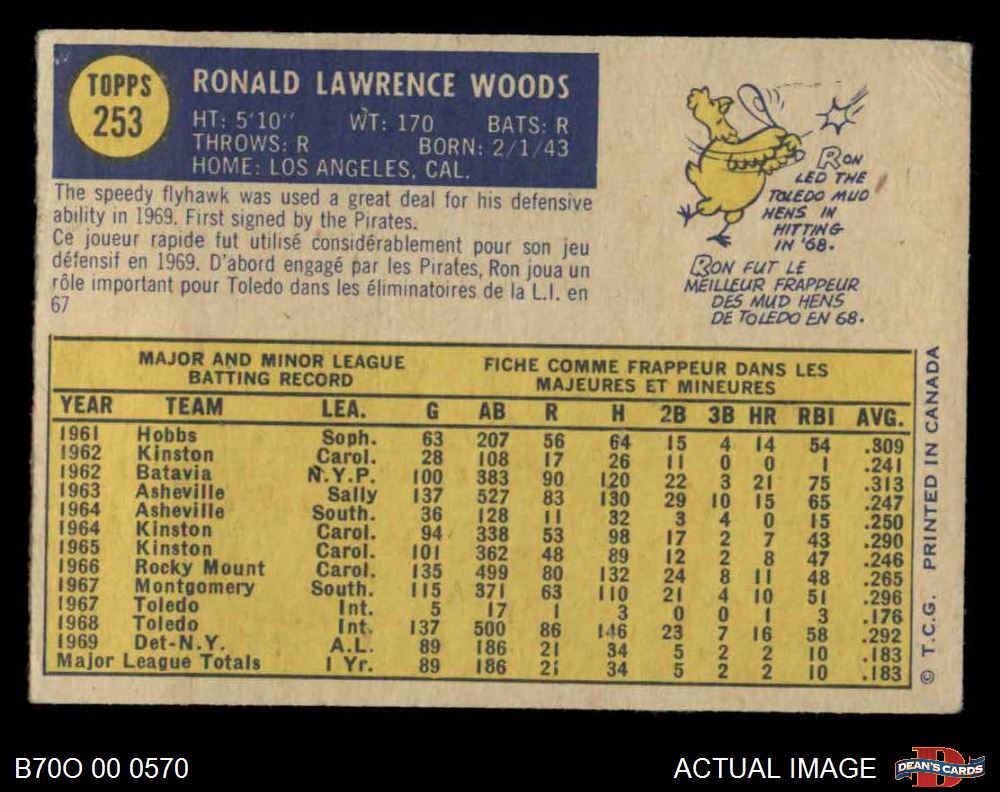 TOPPS
253
RONALD LAWRENCE WOODS
HT: 5'10" WT: 170 BATS: R
THROWS: R BORN: 2/1/43
HOME: LOS ANGELES, CAL.
The speedy flyhawk was used a great deal for his defensive
ability in 1969. First signed by the Pirates.
Ce joueur rapide fut utilisé considérablement pour son jeu
défensif en 1969. D'abord engagé par les Pirates, Ron joua un
rôle important pour Toledo dans les éliminatoires de la L.I. en
67
RON
LED THE
TOLEDO MUD
HENS IN
HITTING
IN '68.
RON FUT LE
MEILLEUR FRAPPEUR
DES MUD HENS
DE TOLEDO EN 68.
MAJOR AND MINOR LEAGUE
BATTING RECORD
FICHE COMME FRAPPEUR DANS LES
MAJEURES ET MINEURES
YEAR TEAM LEA. G AB R H 2B 3B HR RBI AVG.
1961 Hobbs Soph. 63 207 56 64 15 4 14 54 .309
1962 Kinston Carol. 28 108 17 26 11 0 0 1 .241
1962 Batavia N.Y.P. 100 383 90 120 22 3 21 75 .313
1963 Asheville Sally 137 527 83 130 29 10 15 65 .247
1964 Asheville South. 36 128 11 32 3 4 0 15 .250
1964 Kinston Carol. 94 338 53 98 17 2 7 43 .290
1965 Kinston Carol. 101 362 48 89 12 2 8 47 .246
1966 Rocky Mount Carol. 135 499 80 132 24 8 11 48 .265
1967 Montgomery South. 115 371 63 110 21 4 10 51 .296
1967 Toledo Int. 5 17 1 3 0 0 1 3 .176
1968 Toledo Int. 137 500 86 146 23 7 16 58 .292
1969 Det-N.Y. A.L. 89 186 21 34 5 2 2 10 .183
Major League Totals 1 Yr. 89 186 21 34 5 2 2 10 .183
© T.C.G. PRINTED IN CANADA
B70O 00 0570
ACTUAL IMAGE
DEAN'S CARDS